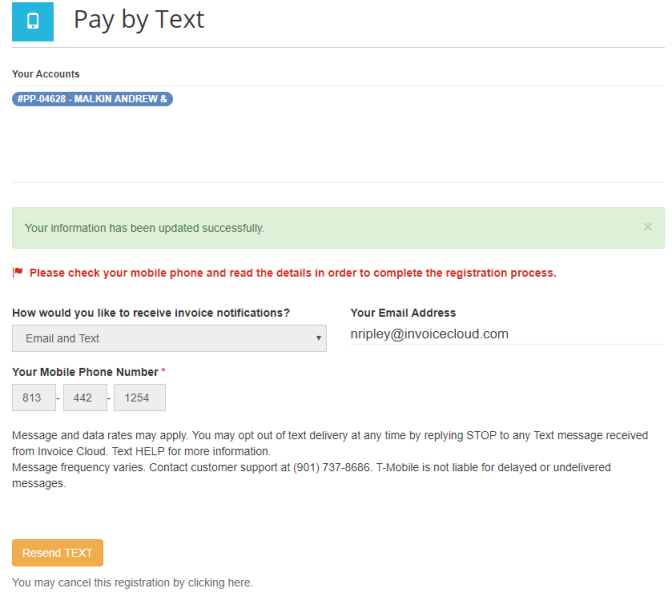 Pay by Text
Your Accounts
#PP-04628 - MALKIN ANDREW &
Your information has been updated successfully.
×
Please check your mobile phone and read the details in order to complete the registration process.
How would you like to receive invoice notifications?
Email and Text
Your Email Address
nripley@invoicecloud.com
Your Mobile Phone Number *
813 - 442 - 1254
Message and data rates may apply. You may opt out of text delivery at any time by replying STOP to any Text message received
from Invoice Cloud. Text HELP for more information.
Message frequency varies. Contact customer support at (901) 737-8686. T-Mobile is not liable for delayed or undelivered
messages.
Resend TEXT
You may cancel this registration by clicking here.